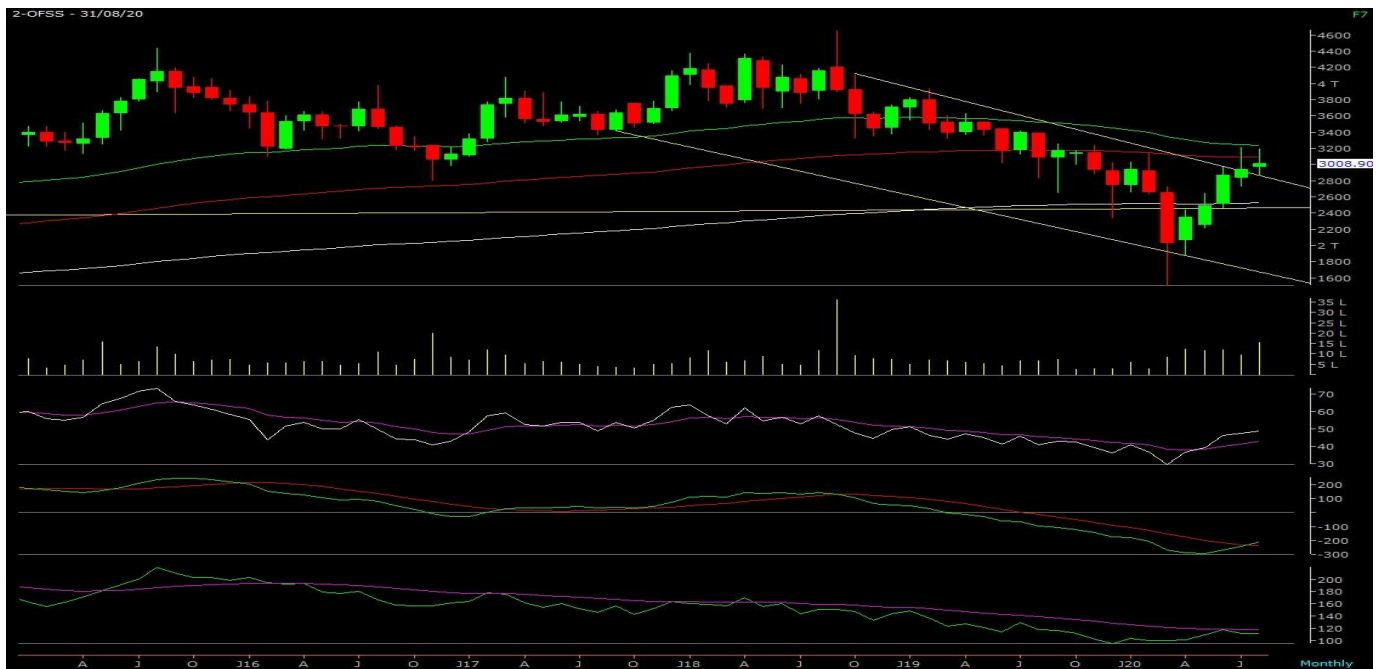 2-OFSS - 31/08/20
F7
4600
4400
4200
4 T
3800
3600
3400
3200
3008.90
2800
2600
2400
2200
2 T
1800
1600
35 L
30 L
25 L
20 L
15 L
10 L
5 L
70
60
50
40
30
200
100
-100
-200
-300
200
180
160
140
120
100
A J O J16 A J O J17 A J O J18 A J O J19 A J O J20 A J Monthly